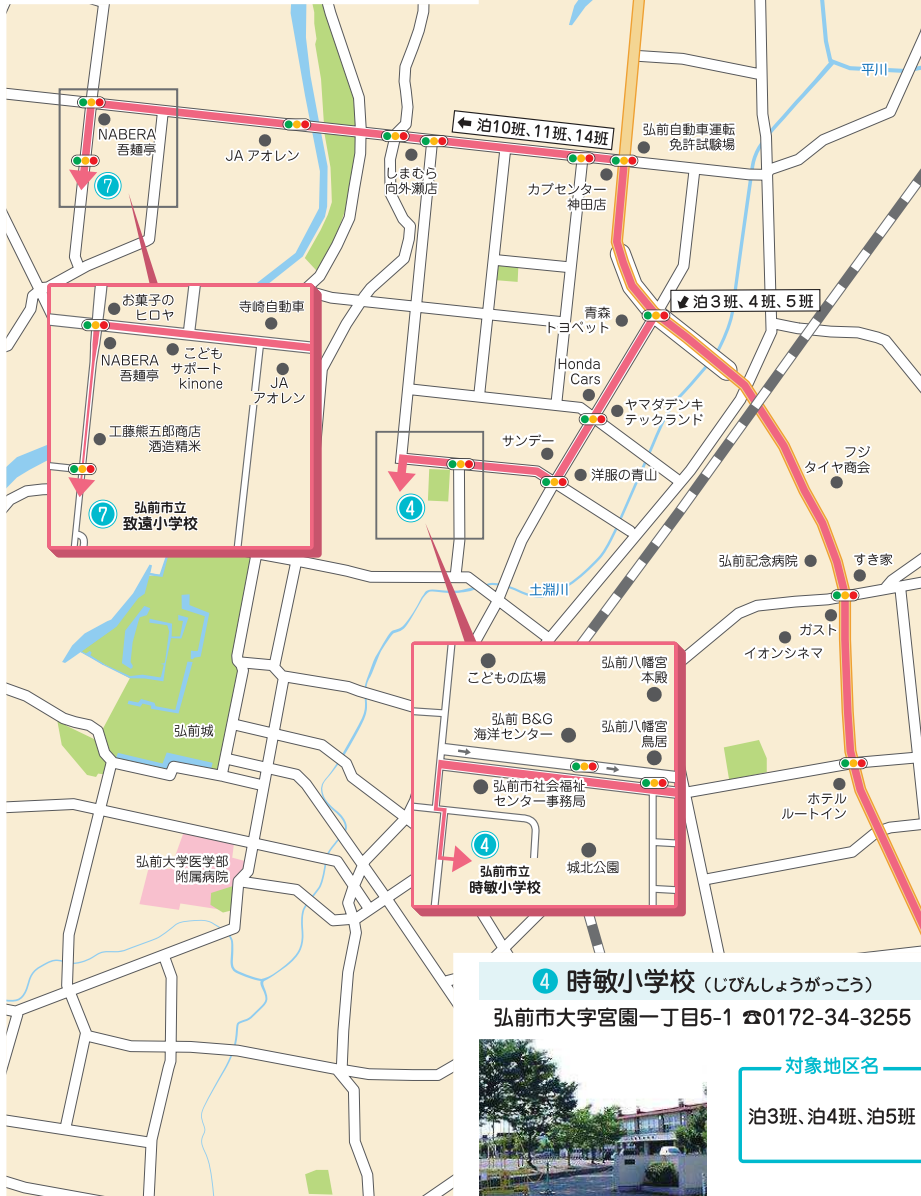 平川
← 泊10班、11班、14班
弘前自動車運転
免許試験場
NABERA
吾麺亭
JA アオレン
しまむら
向外瀬店
カブセンター
神田店
7
お菓子の
ヒロヤ
寺崎自動車
NABERA
吾麺亭
こども
サポート
kinone
JA
アオレン
工藤熊五郎商店
酒造精米
7
弘前市立
致遠小学校
↙ 泊3班、4班、5班
青森
トヨペット
Honda
Cars
ヤマダデンキ
テックランド
サンデー
洋服の青山
4
フジ
タイヤ商会
弘前記念病院
すき家
ガスト
イオンシネマ
土淵川
弘前城
こどもの広場
弘前八幡宮
本殿
弘前 B&G
海洋センター
弘前八幡宮
鳥居
→
→
弘前市社会福祉
センター事務局
4
弘前市立
時敏小学校
城北公園
ホテル
ルートイン
弘前大学医学部
附属病院
4 時敏小学校（じびんしょうがっこう）
弘前市大字宮園一丁目5-1 ☎0172-34-3255
対象地区名
泊3班、泊4班、泊5班